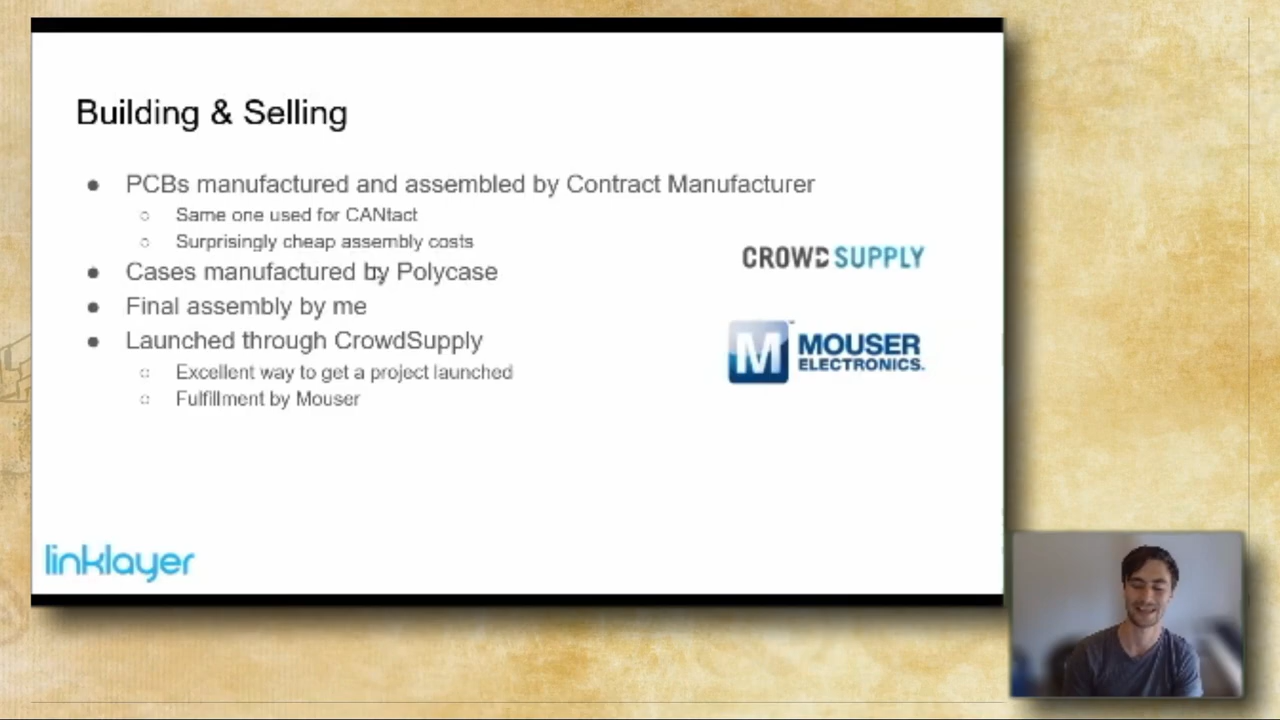 Building & Selling
● PCBs manufactured and assembled by Contract Manufacturer
○ Same one used for CANtact
○ Surprisingly cheap assembly costs
● Cases manufactured by Polycase
● Final assembly by me
● Launched through CrowdSupply
○ Excellent way to get a project launched
○ Fulfillment by Mouser
CROWD SUPPLY
M MOUSER
ELECTRONICS.
linklayer